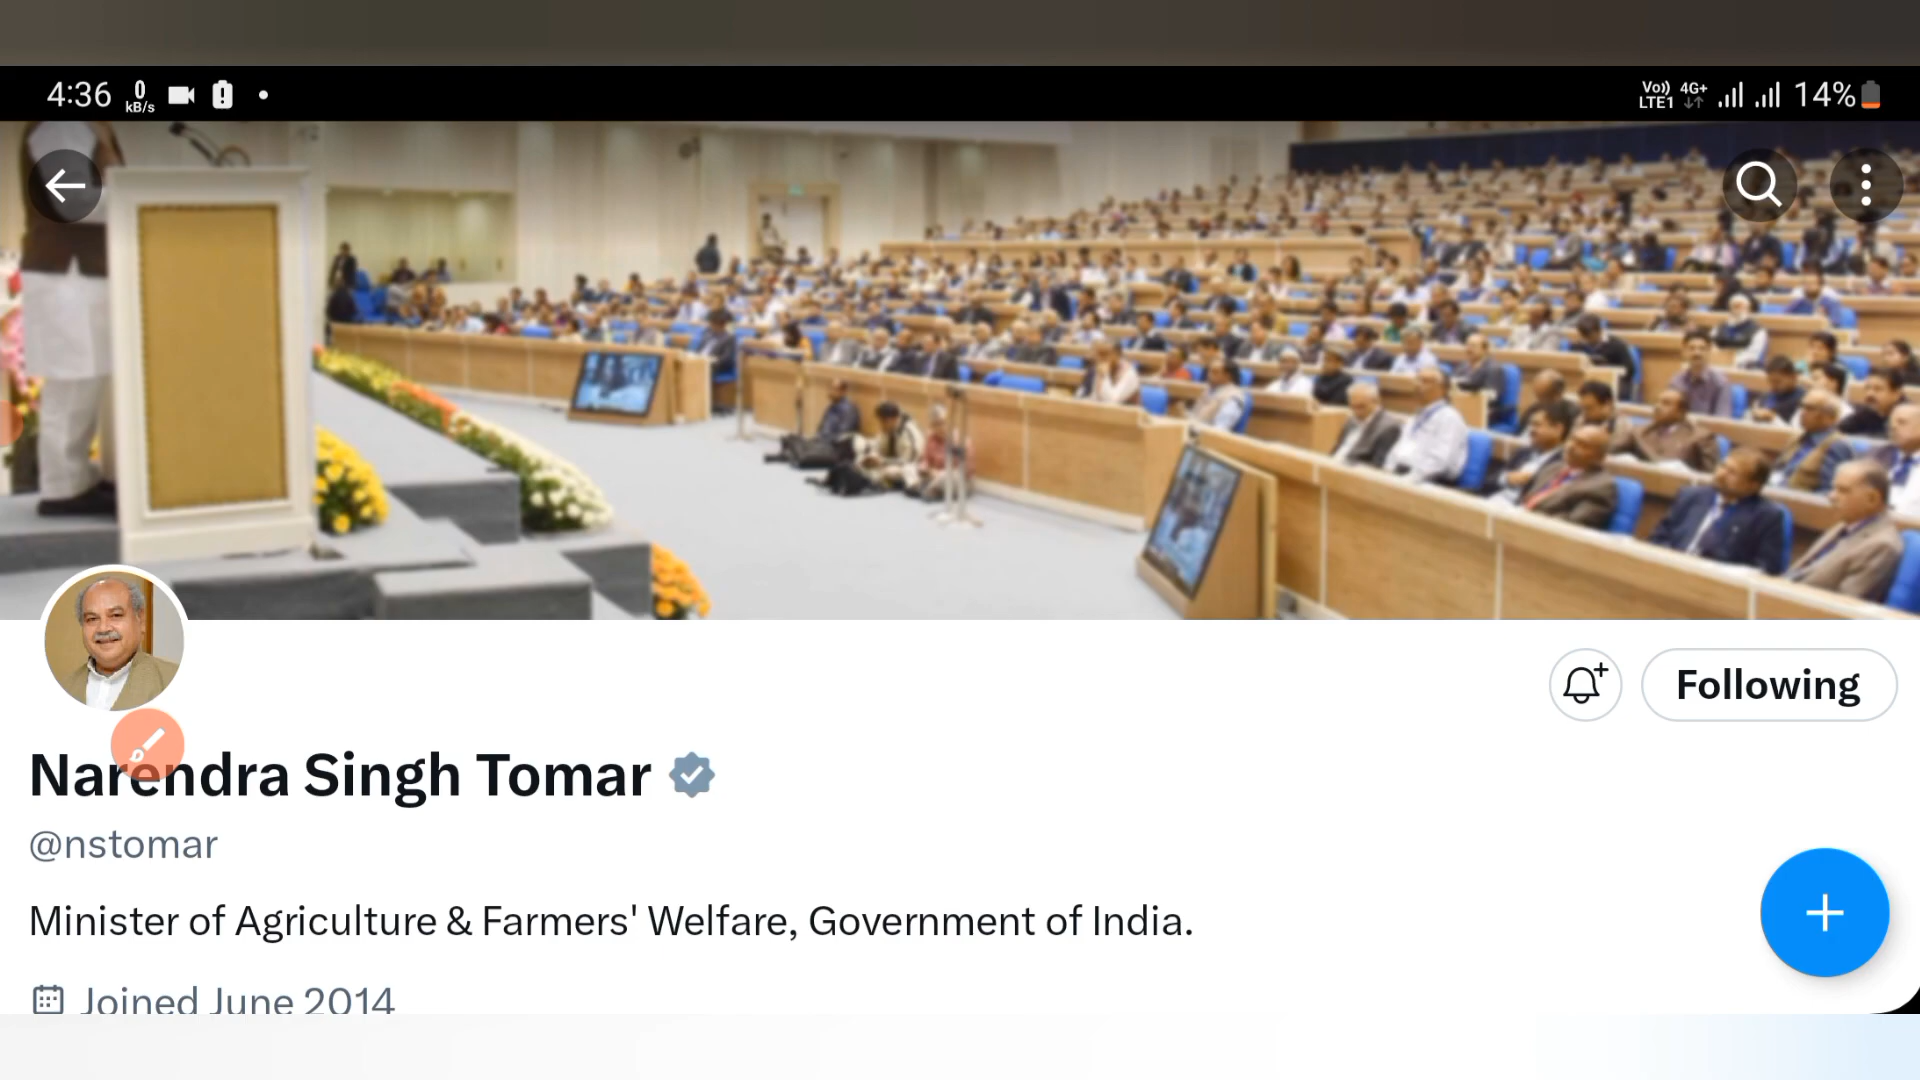 4:36 0 kB/s Vo)) LTE1 4G+ 14%
Following
Narendra Singh Tomar
@nstomar
Minister of Agriculture & Farmers' Welfare, Government of India.
Joined June 2014